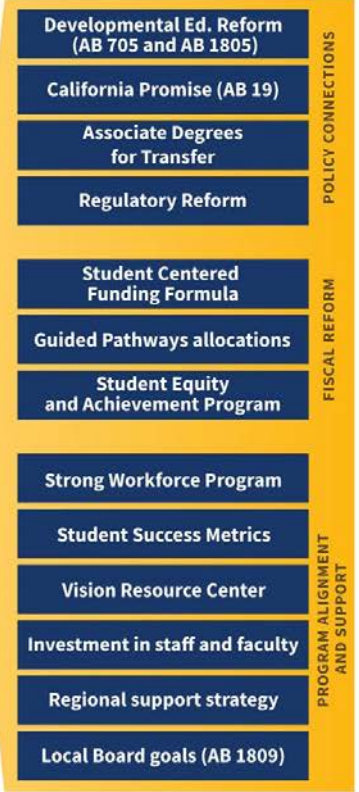 Developmental Ed. Reform
(AB 705 and AB 1805)
California Promise (AB 19)
Associate Degrees
for Transfer
Regulatory Reform
POLICY CONNECTIONS
Student Centered
Funding Formula
Guided Pathways allocations
Student Equity
and Achievement Program
FISCAL REFORM
Strong Workforce Program
Student Success Metrics
Vision Resource Center
Investment in staff and faculty
Regional support strategy
Local Board goals (AB 1809)
PROGRAM ALIGNMENT
AND SUPPORT